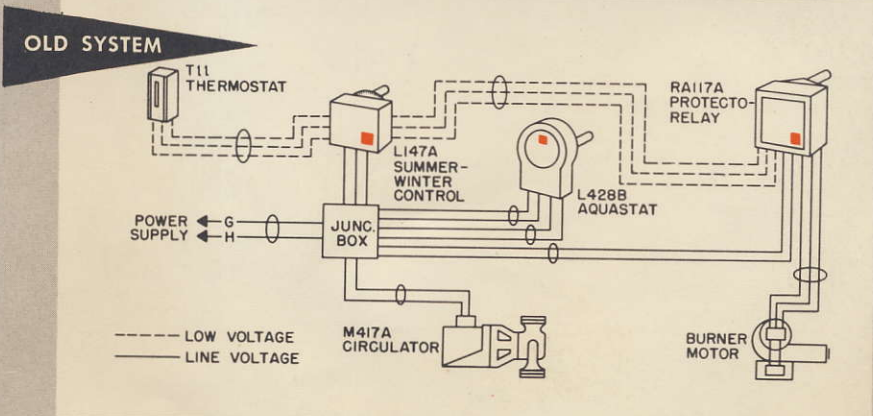 OLD SYSTEM
T11
THERMOSTAT
RA117A
PROTECTO-
RELAY
L147A
SUMMER-
WINTER
CONTROL
L428B
AQUASTAT
POWER
SUPPLY
G
H
JUNC.
BOX
M417A
CIRCULATOR
BURNER
MOTOR
LOW VOLTAGE
LINE VOLTAGE